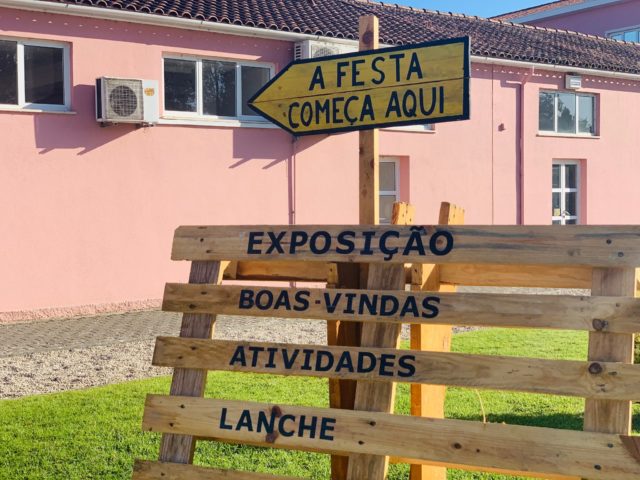 A FESTA
COMEÇA AQUI
EXPOSIÇÃO
BOAS-VINDAS
ATIVIDADES
LANCHE